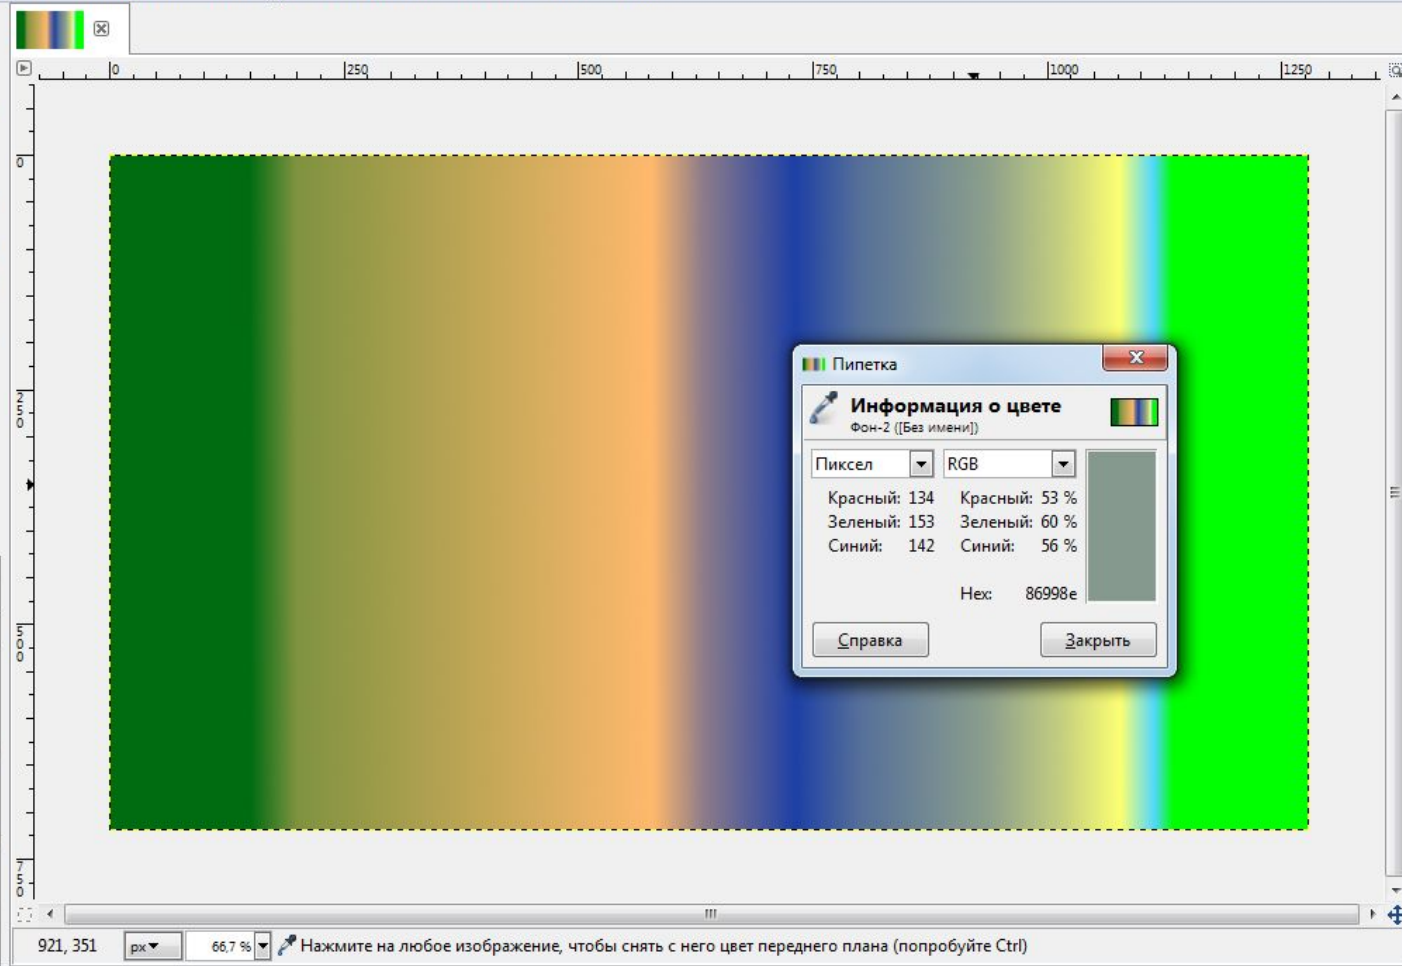 0 250 500 750 1000 1250
0
250
500
750
Пипетка
Информация о цвете
Фон-2 ([Без имени])
Пиксел RGB
Красный: 134 Красный: 53 %
Зеленый: 153 Зеленый: 60 %
Синий: 142 Синий: 56 %
Hex: 86998e
Справка Закрыть
921, 351 px 66,7 % Нажмите на любое изображение, чтобы снять с него цвет переднего плана (попробуйте Ctrl)